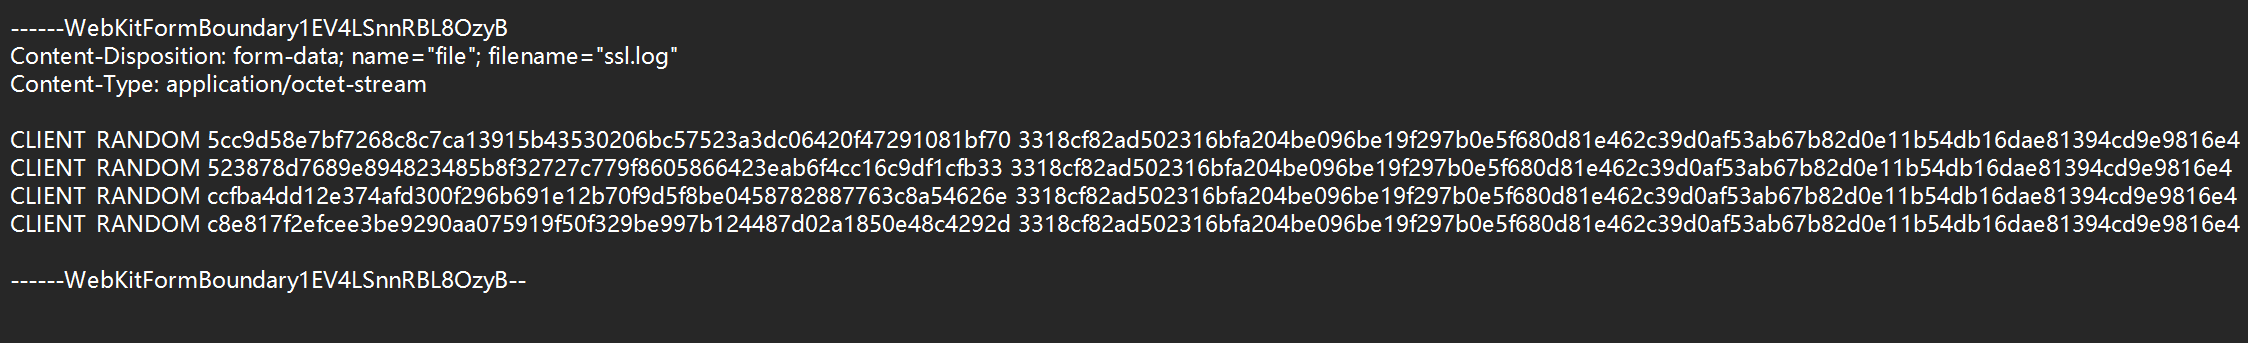 ------WebKitFormBoundary1EV4LSnnRBL8OzyB
Content-Disposition: form-data; name="file"; filename="ssl.log"
Content-Type: application/octet-stream
CLIENT RANDOM 5cc9d58e7bf7268c8c7ca13915b43530206bc57523a3dc06420f47291081bf70 3318cf82ad502316bfa204be096be19f297b0e5f680d81e462c39d0af53ab67b82d0e11b54db16dae81394cd9e9816e4
CLIENT RANDOM 523878d7689e894823485b8f32727c779f8605866423eab6f4cc16c9df1cfb33 3318cf82ad502316bfa204be096be19f297b0e5f680d81e462c39d0af53ab67b82d0e11b54db16dae81394cd9e9816e4
CLIENT RANDOM ccfba4dd12e374afd300f296b691e12b70f9d5f8be0458782887763c8a54626e 3318cf82ad502316bfa204be096be19f297b0e5f680d81e462c39d0af53ab67b82d0e11b54db16dae81394cd9e9816e4
CLIENT RANDOM c8e817f2efcee3be9290aa075919f50f329be997b124487d02a1850e48c4292d 3318cf82ad502316bfa204be096be19f297b0e5f680d81e462c39d0af53ab67b82d0e11b54db16dae81394cd9e9816e4
------WebKitFormBoundary1EV4LSnnRBL8OzyB--